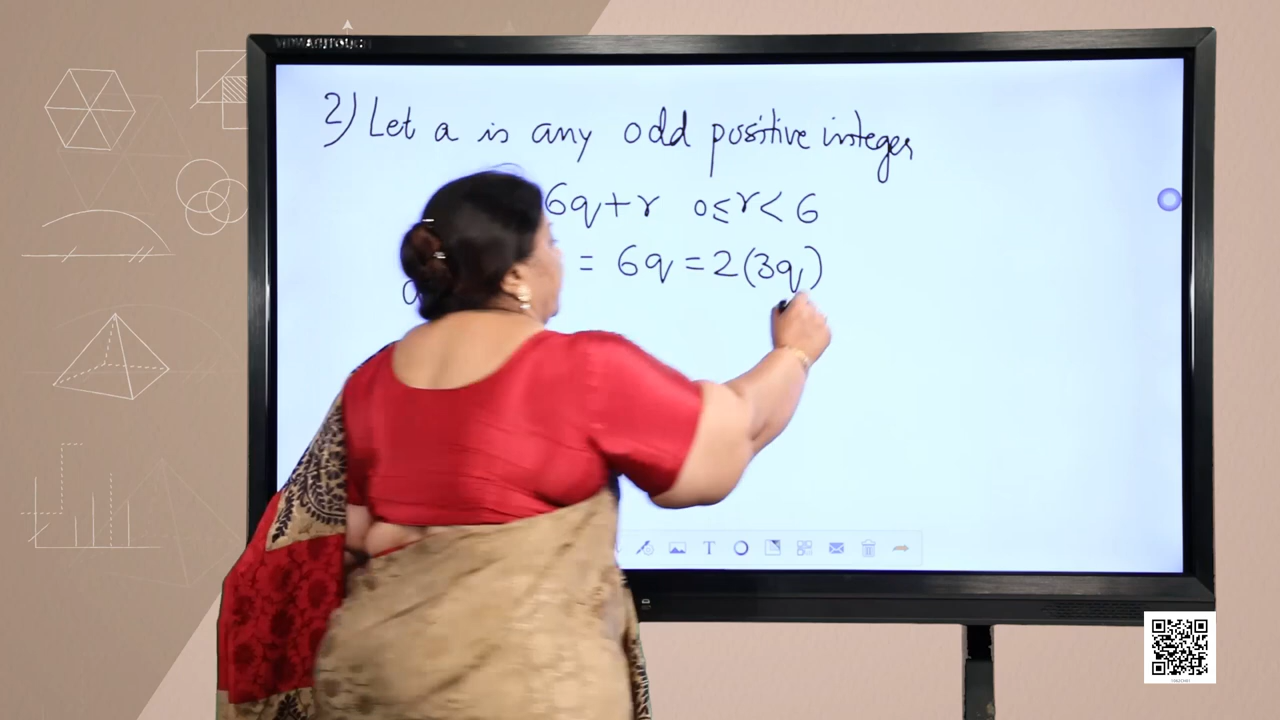 2) Let a is any odd positive integer
6q+r 0≤r<6
= 6q = 2(3q)
T